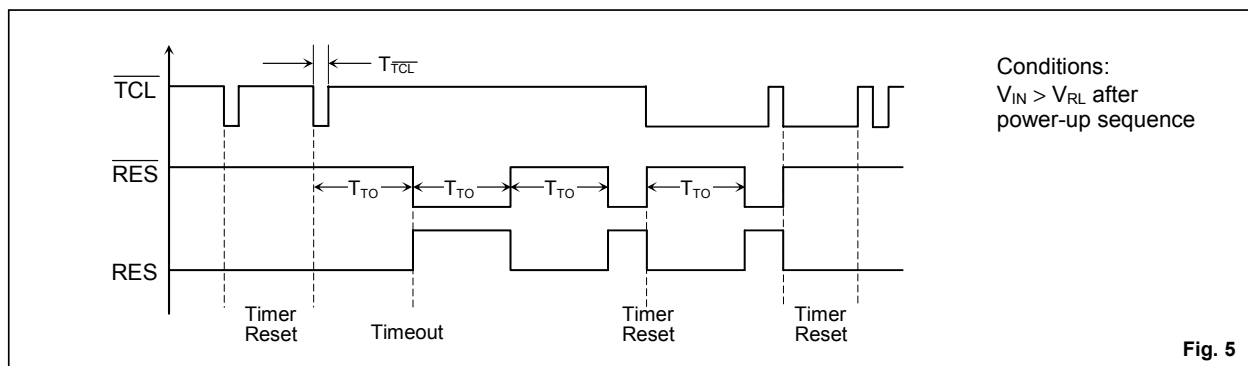 T_TCL
TCL
Conditions:
V_IN > V_RL after
power-up sequence
RES
T_TO T_TO T_TO T_TO
RES
Timer
Reset
Timeout
Timer
Reset
Timer
Reset
Fig. 5